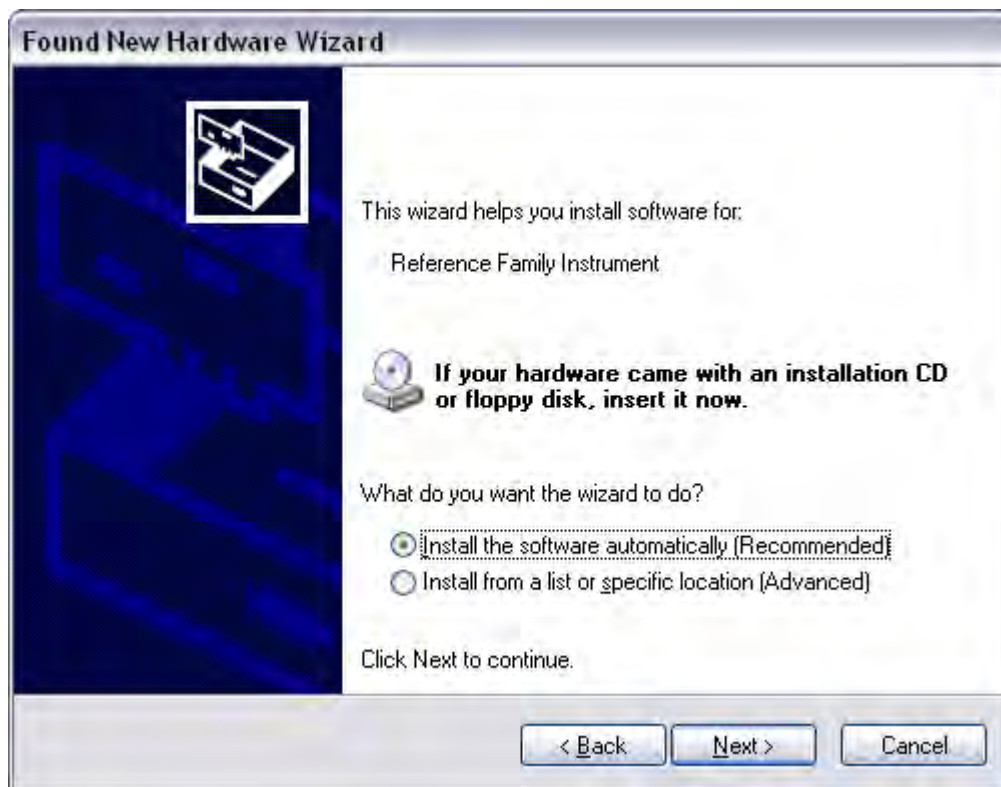 Found New Hardware Wizard
This wizard helps you install software for:
Reference Family Instrument
If your hardware came with an installation CD
or floppy disk, insert it now.
What do you want the wizard to do?
Install the software automatically (Recommended)
Install from a list or specific location (Advanced)
Click Next to continue.
< Back
Next >
Cancel